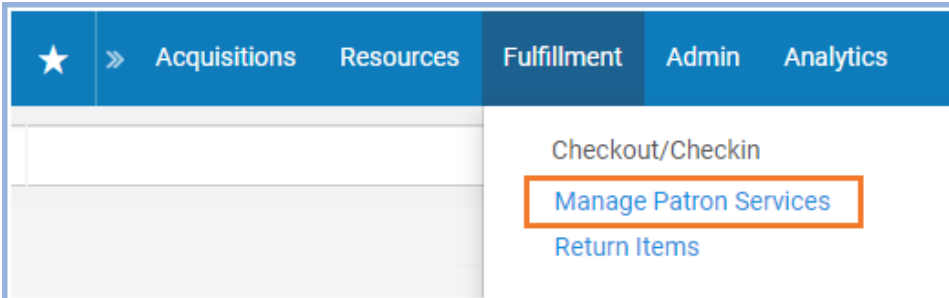 Acquisitions Resources Fulfillment Admin Analytics
Checkout/Checkin
Manage Patron Services
Return Items